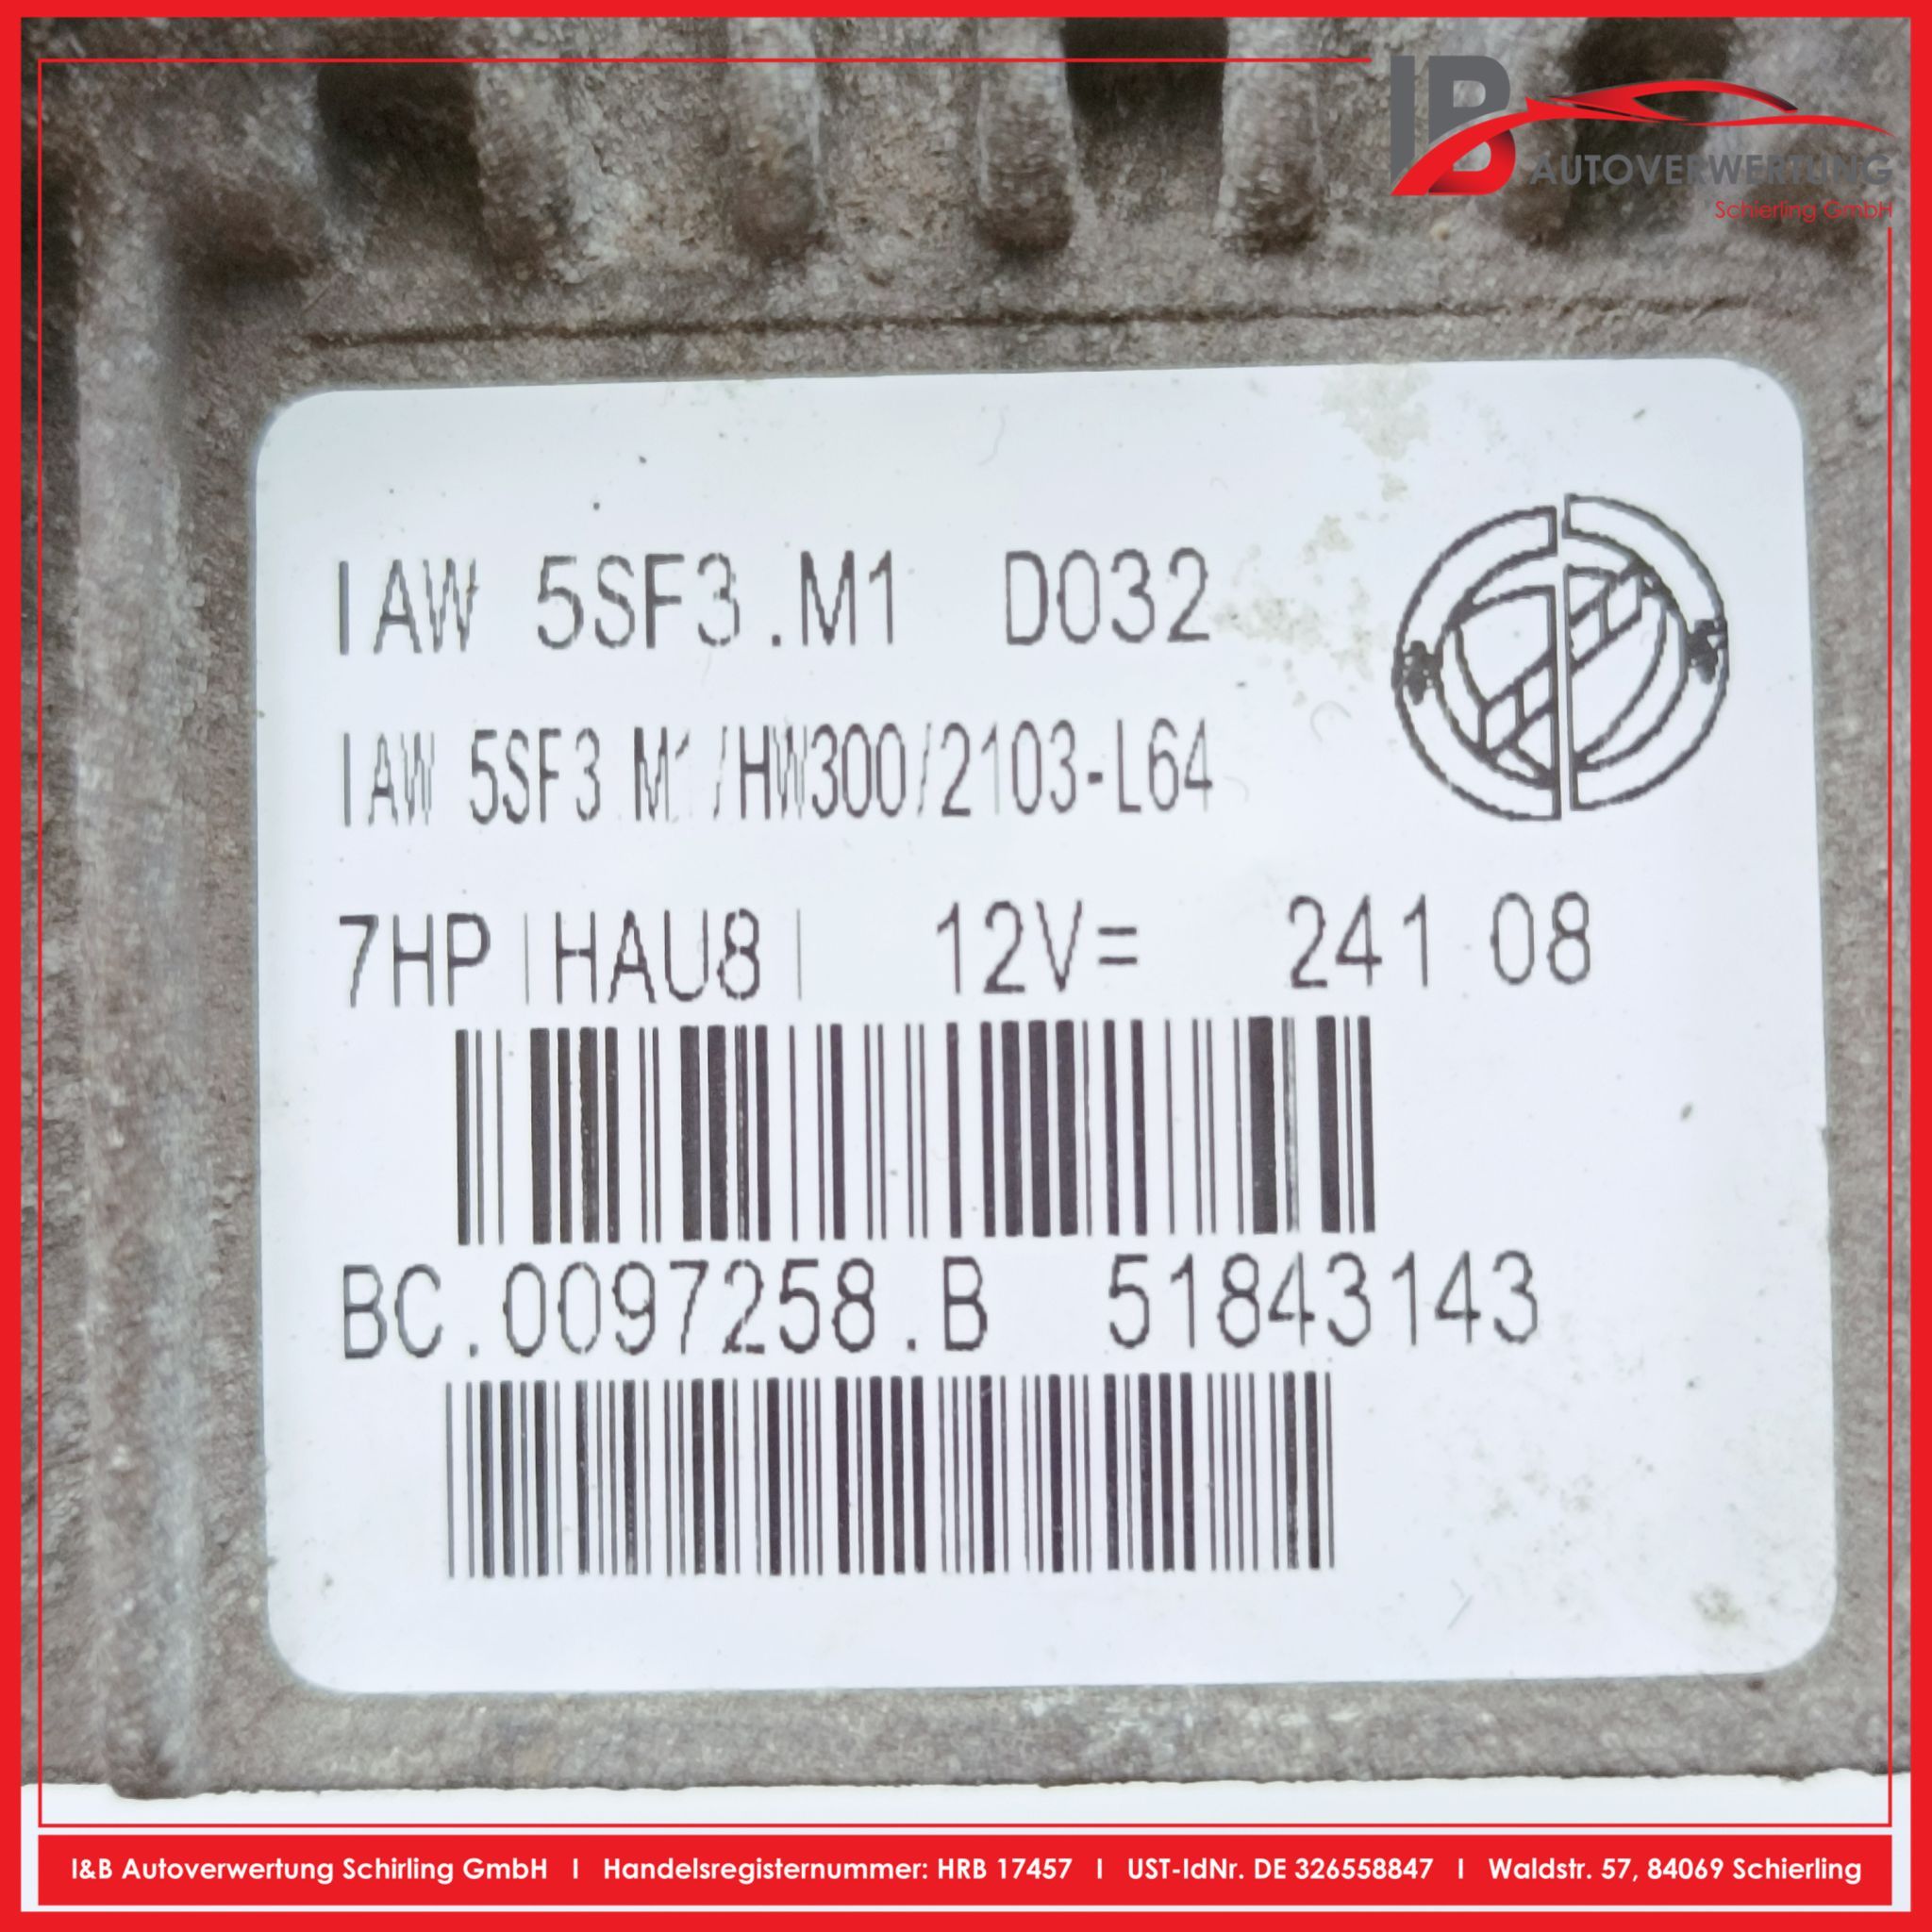 IB
AUTOVERWERTUNG
Schierling GmbH
IAW 5SF3.M1 D032
IAW 5SF3.M1/HW300/2103-L64
7HP|HAU8| 12V= 241 08
BC.0097258.B 51843143
I&B Autoverwertung Schirling GmbH I Handelsregisternummer: HRB 17457 I UST-IdNr. DE 326558847 I Waldstr. 57, 84069 Schierling